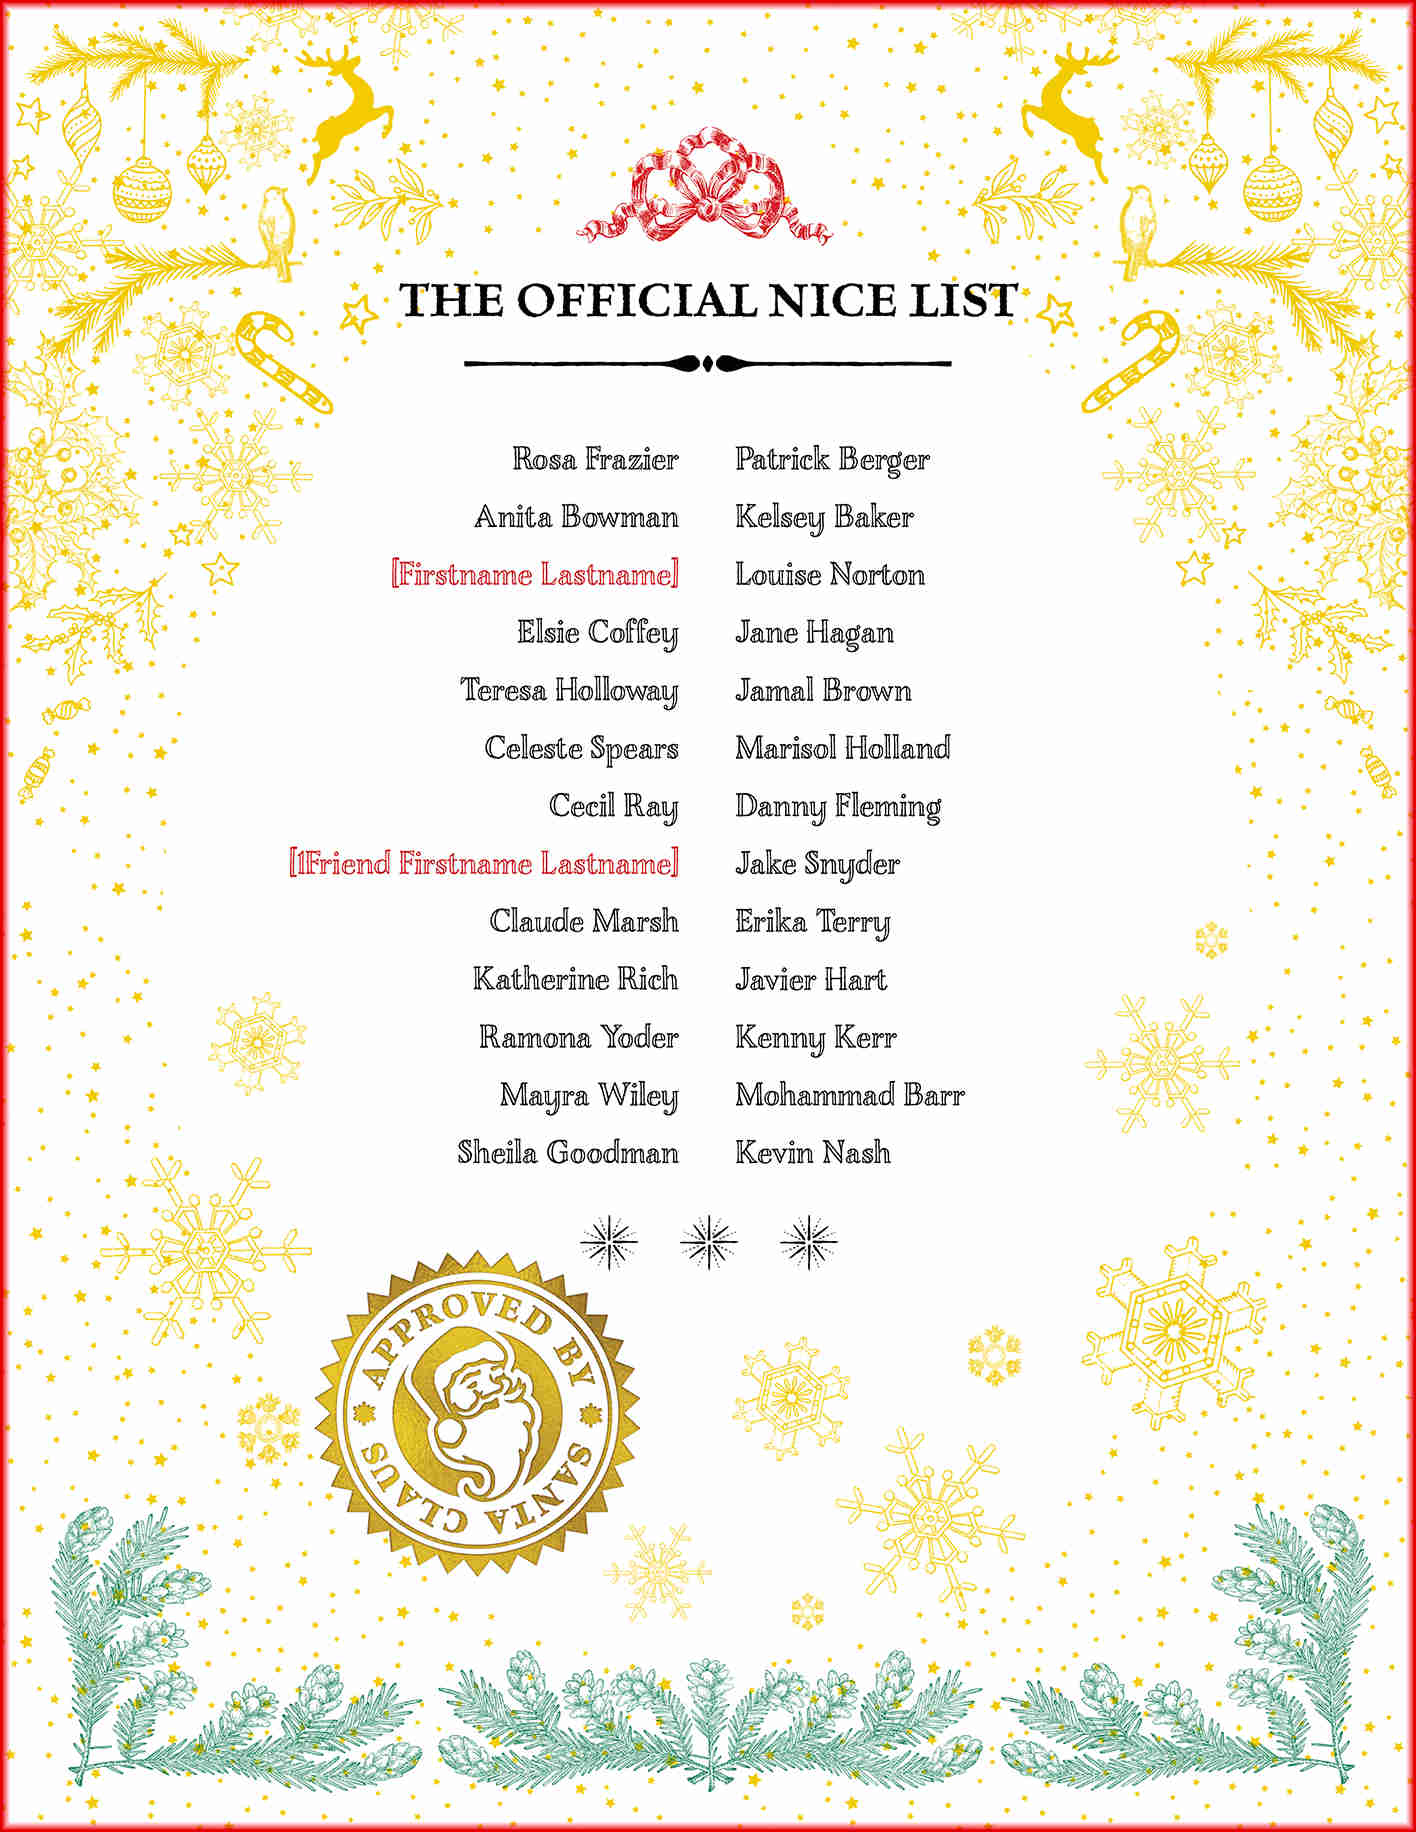 THE OFFICIAL NICE LIST
Rosa Frazier
Anita Bowman
[Firstname Lastname]
Elsie Coffey
Teresa Holloway
Celeste Spears
Cecil Ray
[1Friend Firstname Lastname]
Claude Marsh
Katherine Rich
Ramona Yoder
Mayra Wiley
Sheila Goodman
Patrick Berger
Kelsey Baker
Louise Norton
Jane Hagan
Jamal Brown
Marisol Holland
Danny Fleming
Jake Snyder
Erika Terry
Javier Hart
Kenny Kerr
Mohammad Barr
Kevin Nash
APPROVED BY
SANTA CLAUS